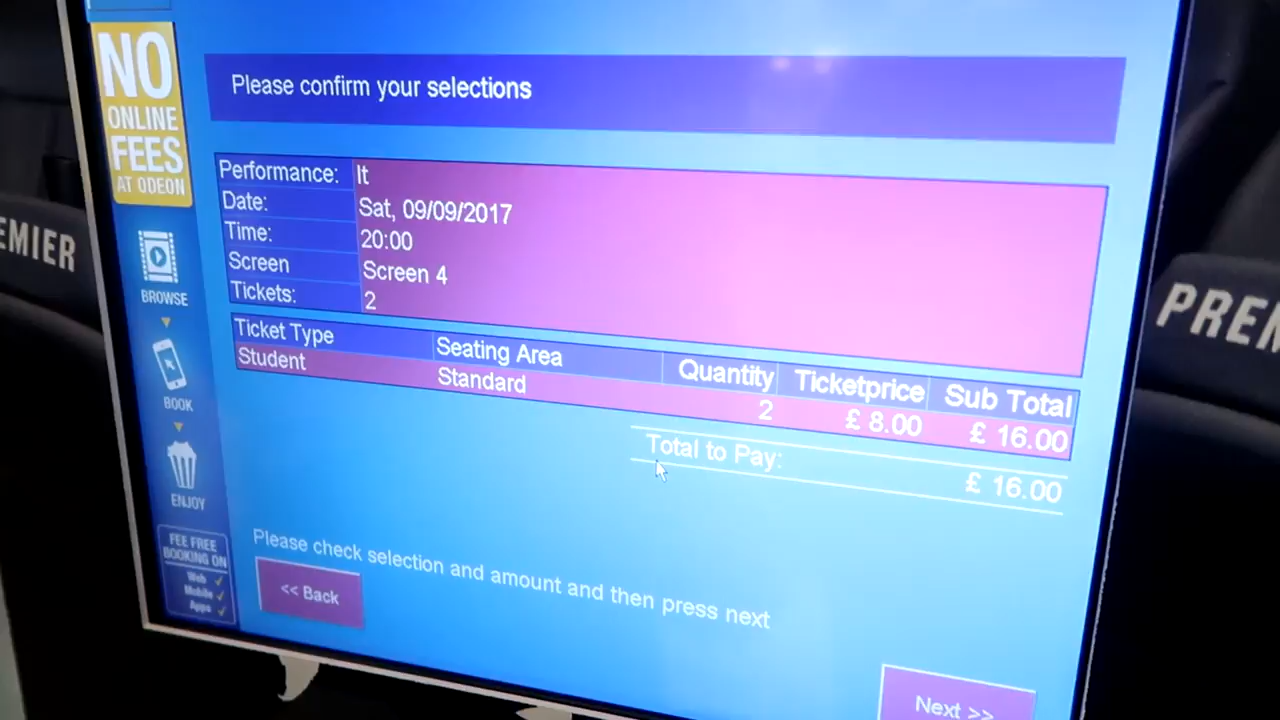 NO
ONLINE
FEES
AT ODEON
BROWSE
BOOK
ENJOY
FEE FREE
BOOKING ON
Web
Mobile
Apps
Please confirm your selections
Performance: It
Date: Sat, 09/09/2017
Time: 20:00
Screen Screen 4
Tickets: 2
Ticket Type Seating Area Quantity Ticketprice Sub Total
Student Standard 2 £ 8.00 £ 16.00
Total to Pay: £ 16.00
Please check selection and amount and then press next
<< Back
Next >>
EMIER
PREM